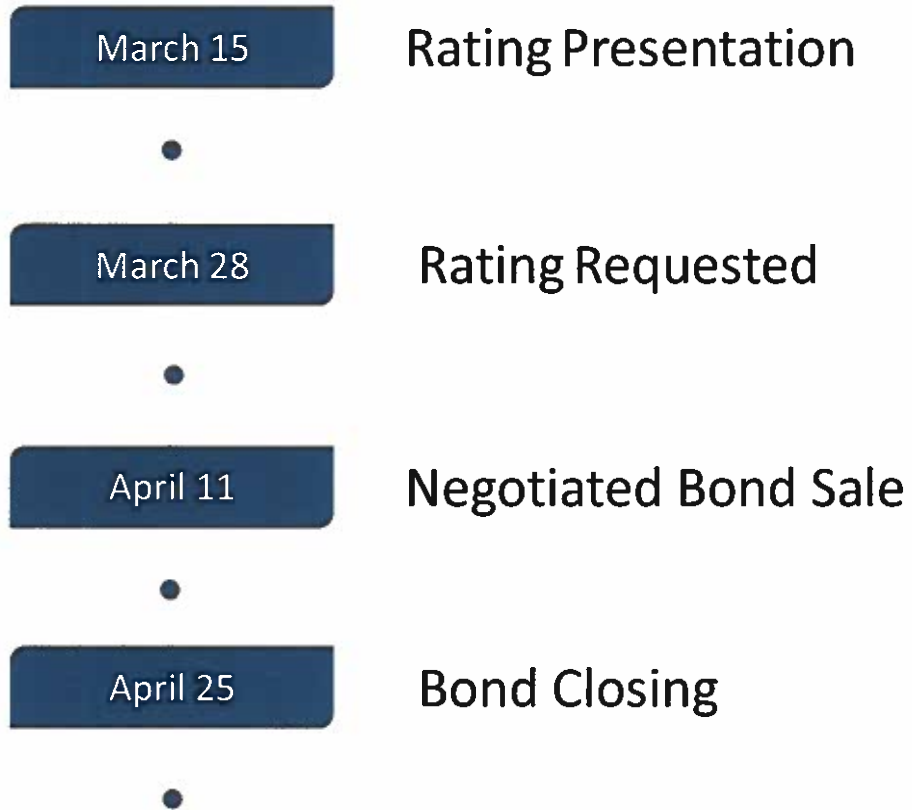 March 15 Rating Presentation
March 28 Rating Requested
April 11 Negotiated Bond Sale
April 25 Bond Closing